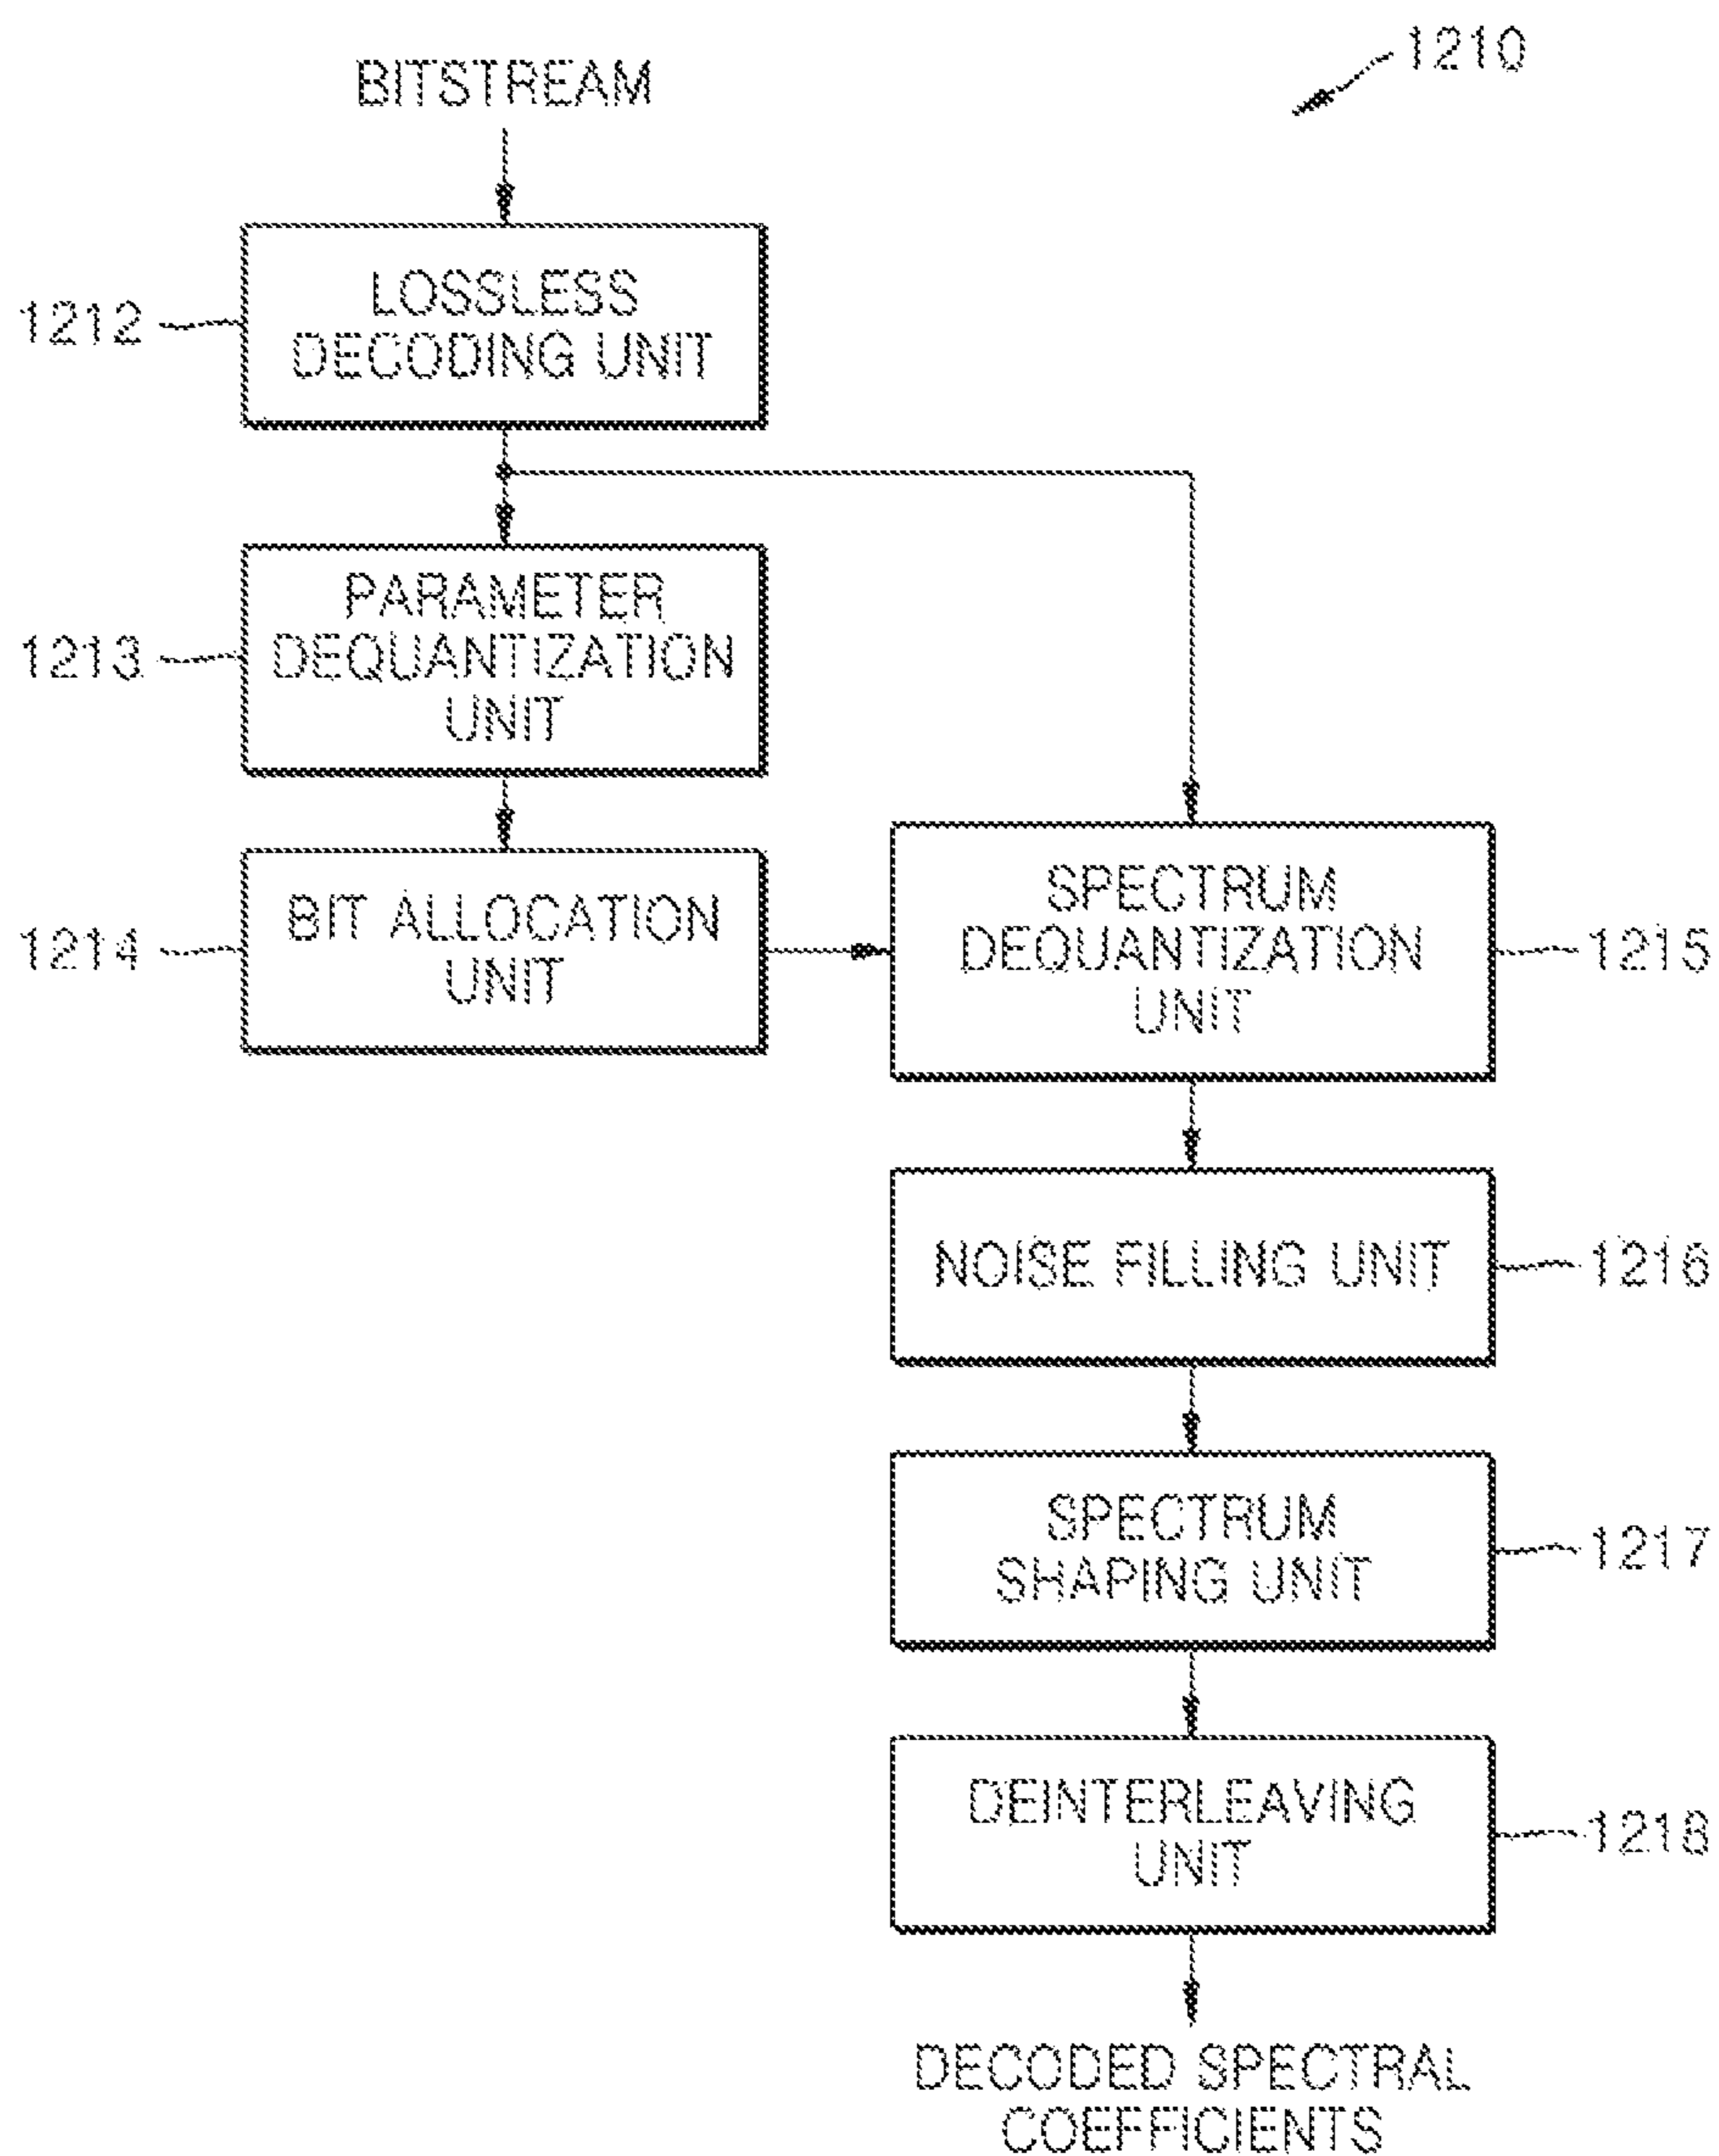 1210
BITSTREAM
1212
LOSSLESS
DECODING UNIT
1213
PARAMETER
DEQUANTIZATION
UNIT
1214
BIT ALLOCATION
UNIT
SPECTRUM
DEQUANTIZATION
UNIT
1215
NOISE FILLING UNIT
1216
SPECTRUM
SHAPING UNIT
1217
DEINTERLEAVING
UNIT
1218
DECODED SPECTRAL
COEFFICIENTS